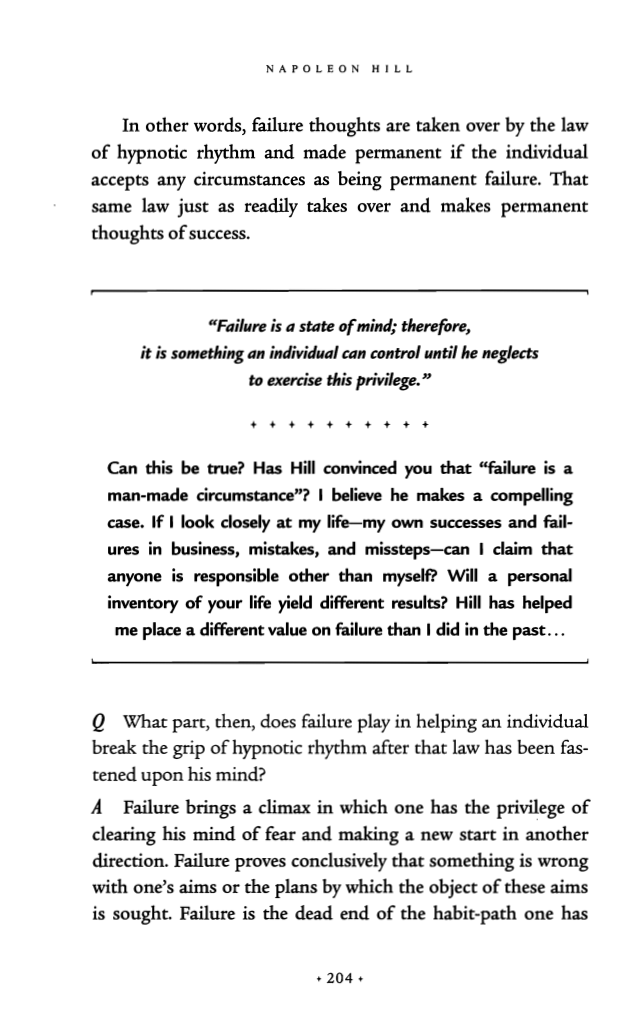 NAPOLEON HILL
In other words, failure thoughts are taken over by the law
of hypnotic rhythm and made permanent if the individual
accepts any circumstances as being permanent failure. That
same law just as readily takes over and makes permanent
thoughts of success.
“Failure is a state of mind; therefore,
it is something an individual can control until he neglects
to exercise this privilege.”
+ + + + + + + + + +
Can this be true? Has Hill convinced you that “failure is a
man-made circumstance”? I believe he makes a compelling
case. If I look closely at my life—my own successes and fail-
ures in business, mistakes, and missteps—can I claim that
anyone is responsible other than myself? Will a personal
inventory of your life yield different results? Hill has helped
me place a different value on failure than I did in the past...
Q What part, then, does failure play in helping an individual
break the grip of hypnotic rhythm after that law has been fas-
tened upon his mind?
A Failure brings a climax in which one has the privilege of
clearing his mind of fear and making a new start in another
direction. Failure proves conclusively that something is wrong
with one’s aims or the plans by which the object of these aims
is sought. Failure is the dead end of the habit-path one has
+ 204 +